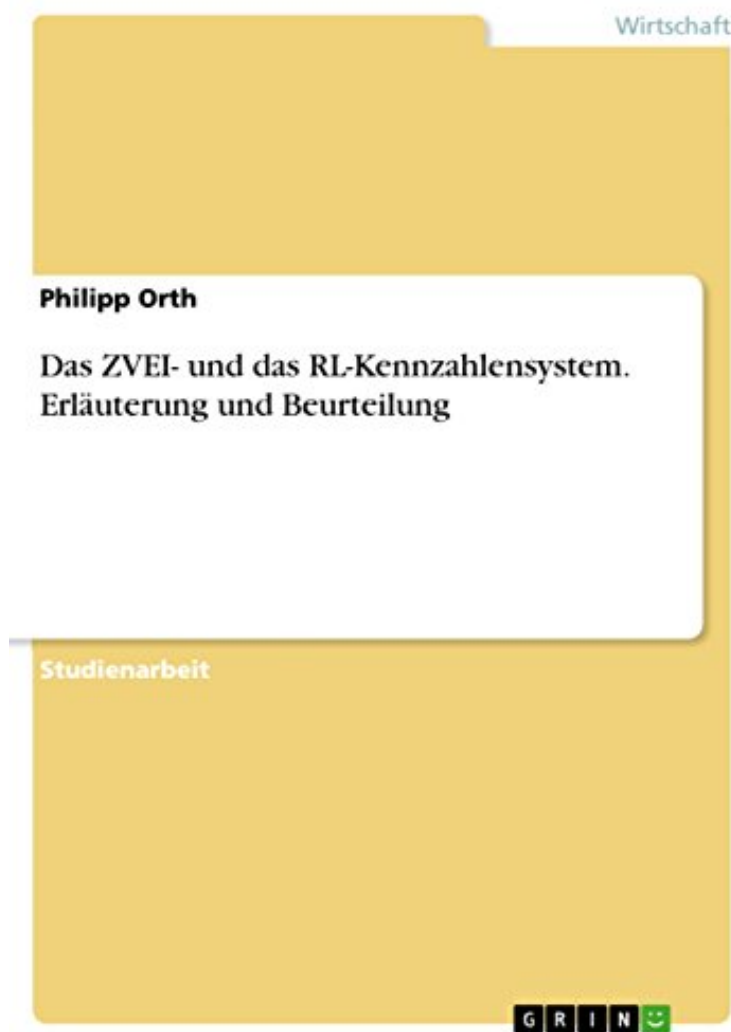 Wirtschaft
Philipp Orth
Das ZVEI- und das RL-Kennzahlensystem.
Erläuterung und Beurteilung
Studienarbeit
GRIN